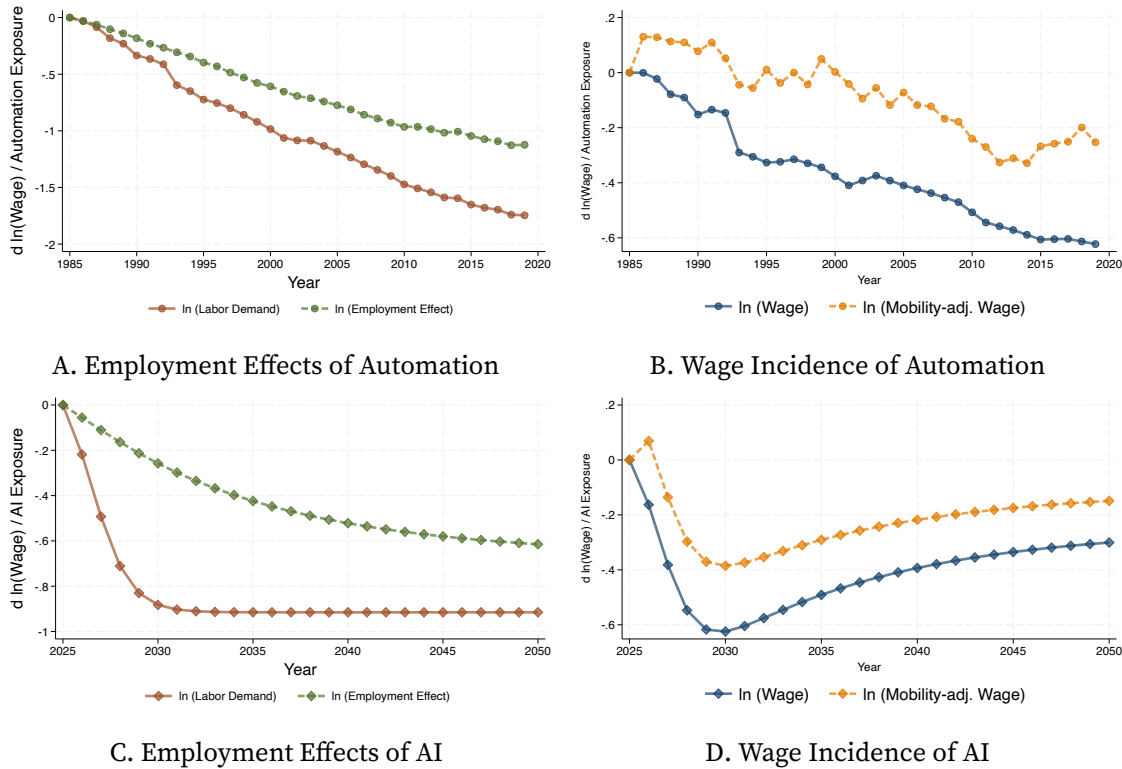 d ln(Wage) / Automation Exposure
0
-.5
-1
-1.5
-2
1985 1990 1995 2000 2005 2010 2015 2020
Year
ln (Labor Demand) ln (Employment Effect)
A. Employment Effects of Automation
d ln(Wage) / Automation Exposure
.2
0
-.2
-.4
-.6
1985 1990 1995 2000 2005 2010 2015 2020
Year
ln (Wage) ln (Mobility-adj. Wage)
B. Wage Incidence of Automation
d ln(Wage) / AI Exposure
0
-.2
-.4
-.6
-.8
-1
2025 2030 2035 2040 2045 2050
Year
ln (Labor Demand) ln (Employment Effect)
C. Employment Effects of AI
d ln(Wage) / AI Exposure
.2
0
-.2
-.4
-.6
2025 2030 2035 2040 2045 2050
Year
ln (Wage) ln (Mobility-adj. Wage)
D. Wage Incidence of AI